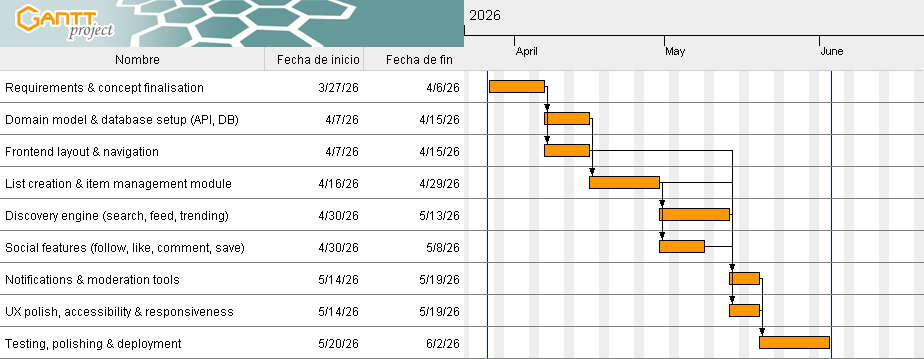 GANTT
project
2026
April May June
Nombre Fecha de inicio Fecha de fin
Requirements & concept finalisation 3/27/26 4/6/26
Domain model & database setup (API, DB) 4/7/26 4/15/26
Frontend layout & navigation 4/7/26 4/15/26
List creation & item management module 4/16/26 4/29/26
Discovery engine (search, feed, trending) 4/30/26 5/13/26
Social features (follow, like, comment, save) 4/30/26 5/8/26
Notifications & moderation tools 5/14/26 5/19/26
UX polish, accessibility & responsiveness 5/14/26 5/19/26
Testing, polishing & deployment 5/20/26 6/2/26